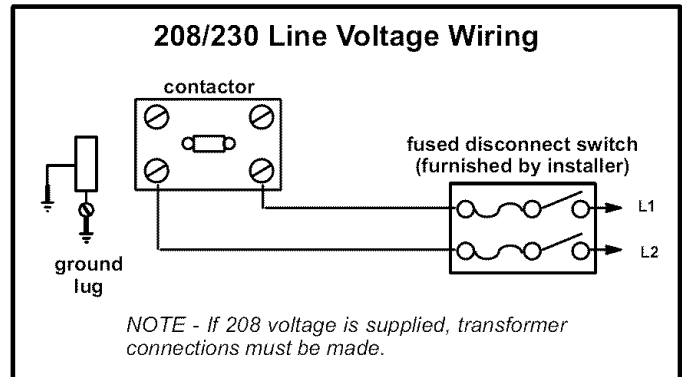 208/230 Line Voltage Wiring
contactor
fused disconnect switch
(furnished by installer)
L1
L2
ground
lug
NOTE - If 208 voltage is supplied, transformer
connections must be made.